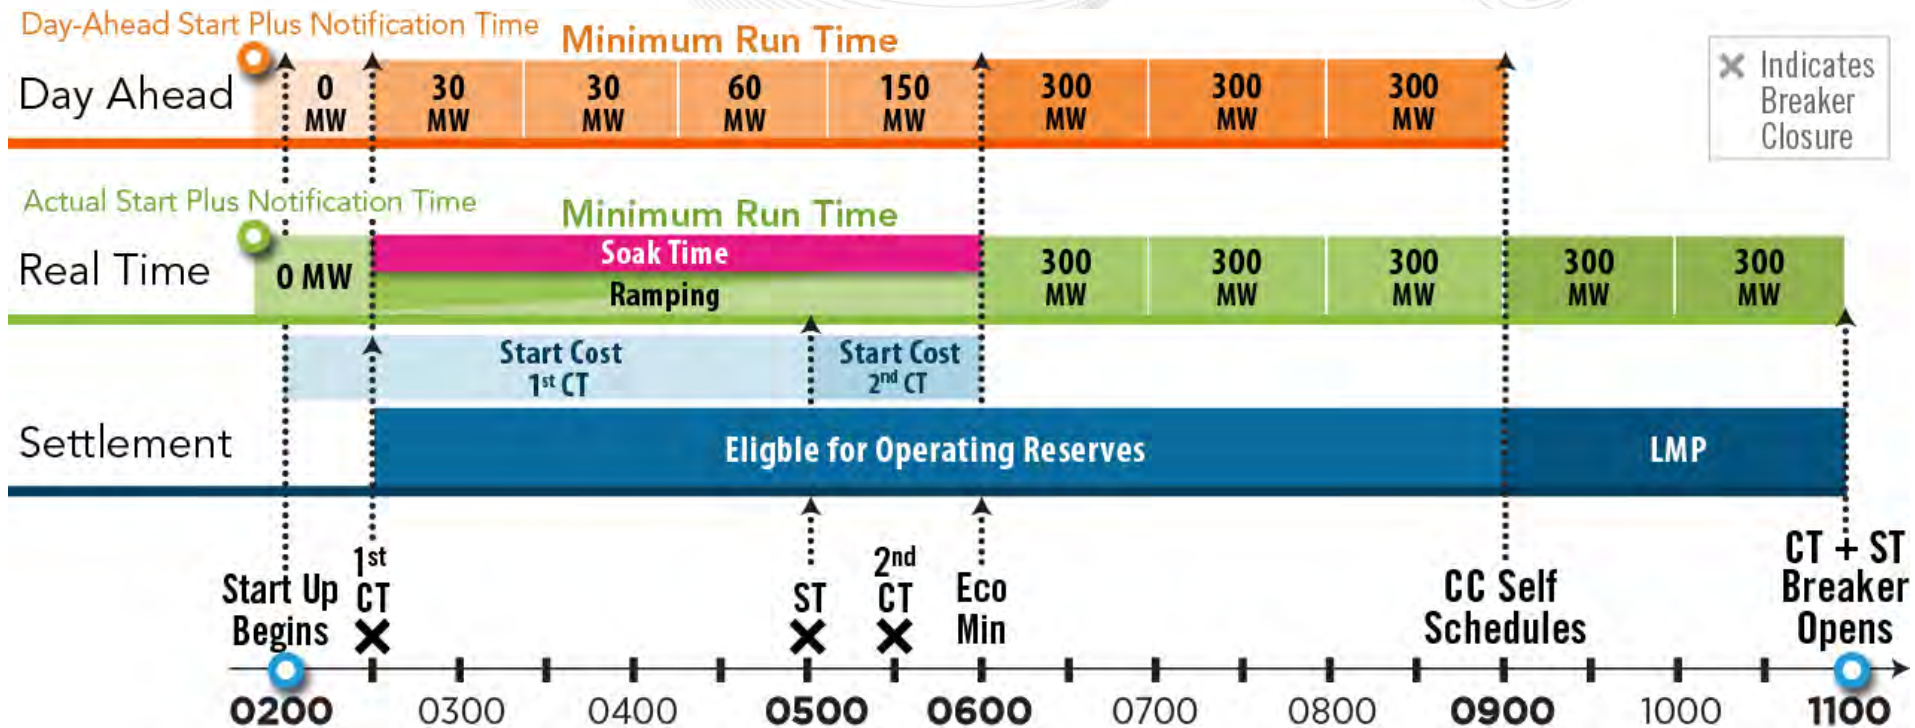 Day-Ahead Start Plus Notification Time
Minimum Run Time
Day Ahead
0
MW
30
MW
30
MW
60
MW
150
MW
300
MW
300
MW
300
MW
Indicates
Breaker
Closure
Actual Start Plus Notification Time
Minimum Run Time
Real Time
0 MW
Soak Time
Ramping
300
MW
300
MW
300
MW
300
MW
300
MW
Start Cost
1st CT
Start Cost
2nd CT
Settlement
Eligble for Operating Reserves
LMP
Start Up
Begins
1st
CT
ST
2nd
CT
Eco
Min
CC Self
Schedules
CT + ST
Breaker
Opens
0200
0300
0400
0500
0600
0700
0800
0900
1000
1100